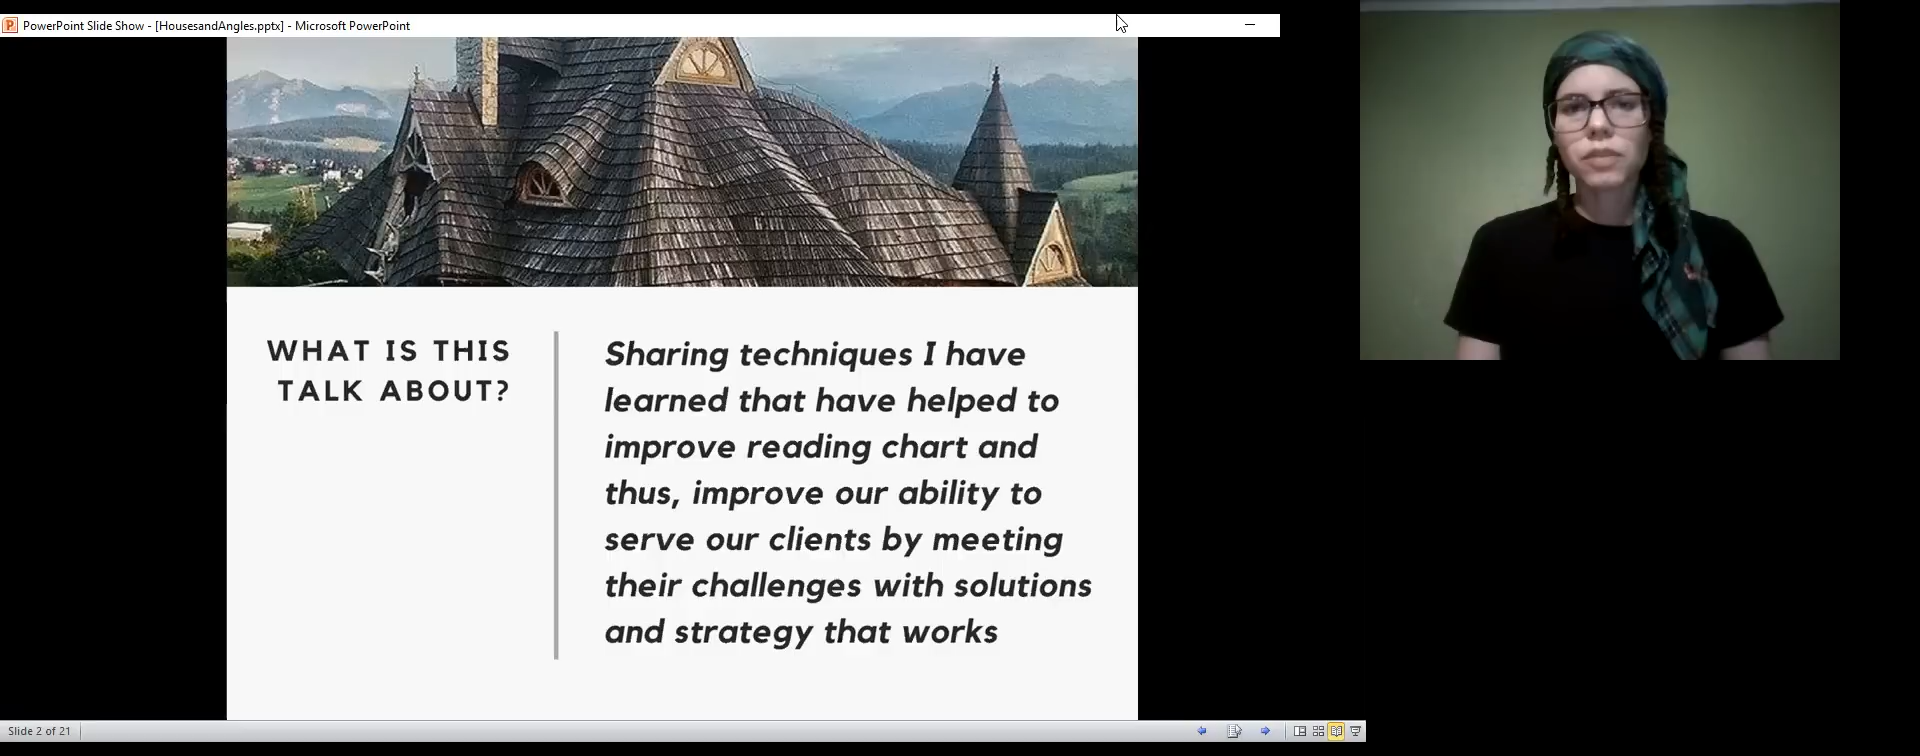 PowerPoint Slide Show - [HousesandAngles.pptx] - Microsoft PowerPoint
WHAT IS THIS
TALK ABOUT?
Sharing techniques I have
learned that have helped to
improve reading chart and
thus, improve our ability to
serve our clients by meeting
their challenges with solutions
and strategy that works
Slide 2 of 21